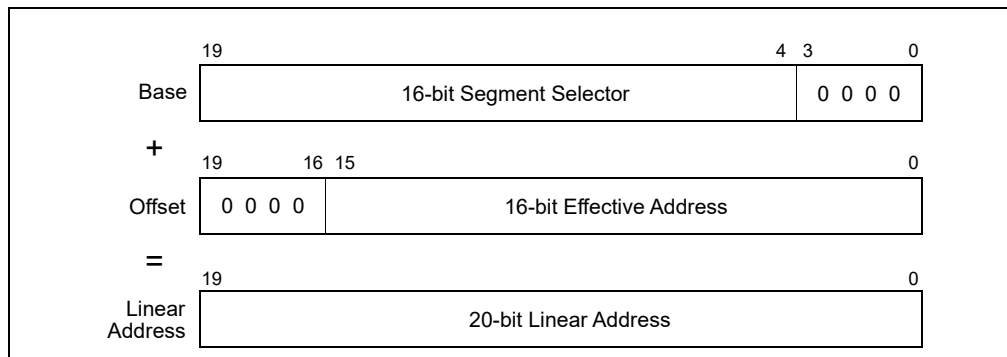 19 4 3 0
Base 16-bit Segment Selector 0 0 0 0
+
19 16 15 0
Offset 0 0 0 0 16-bit Effective Address
=
19 0
Linear
Address 20-bit Linear Address